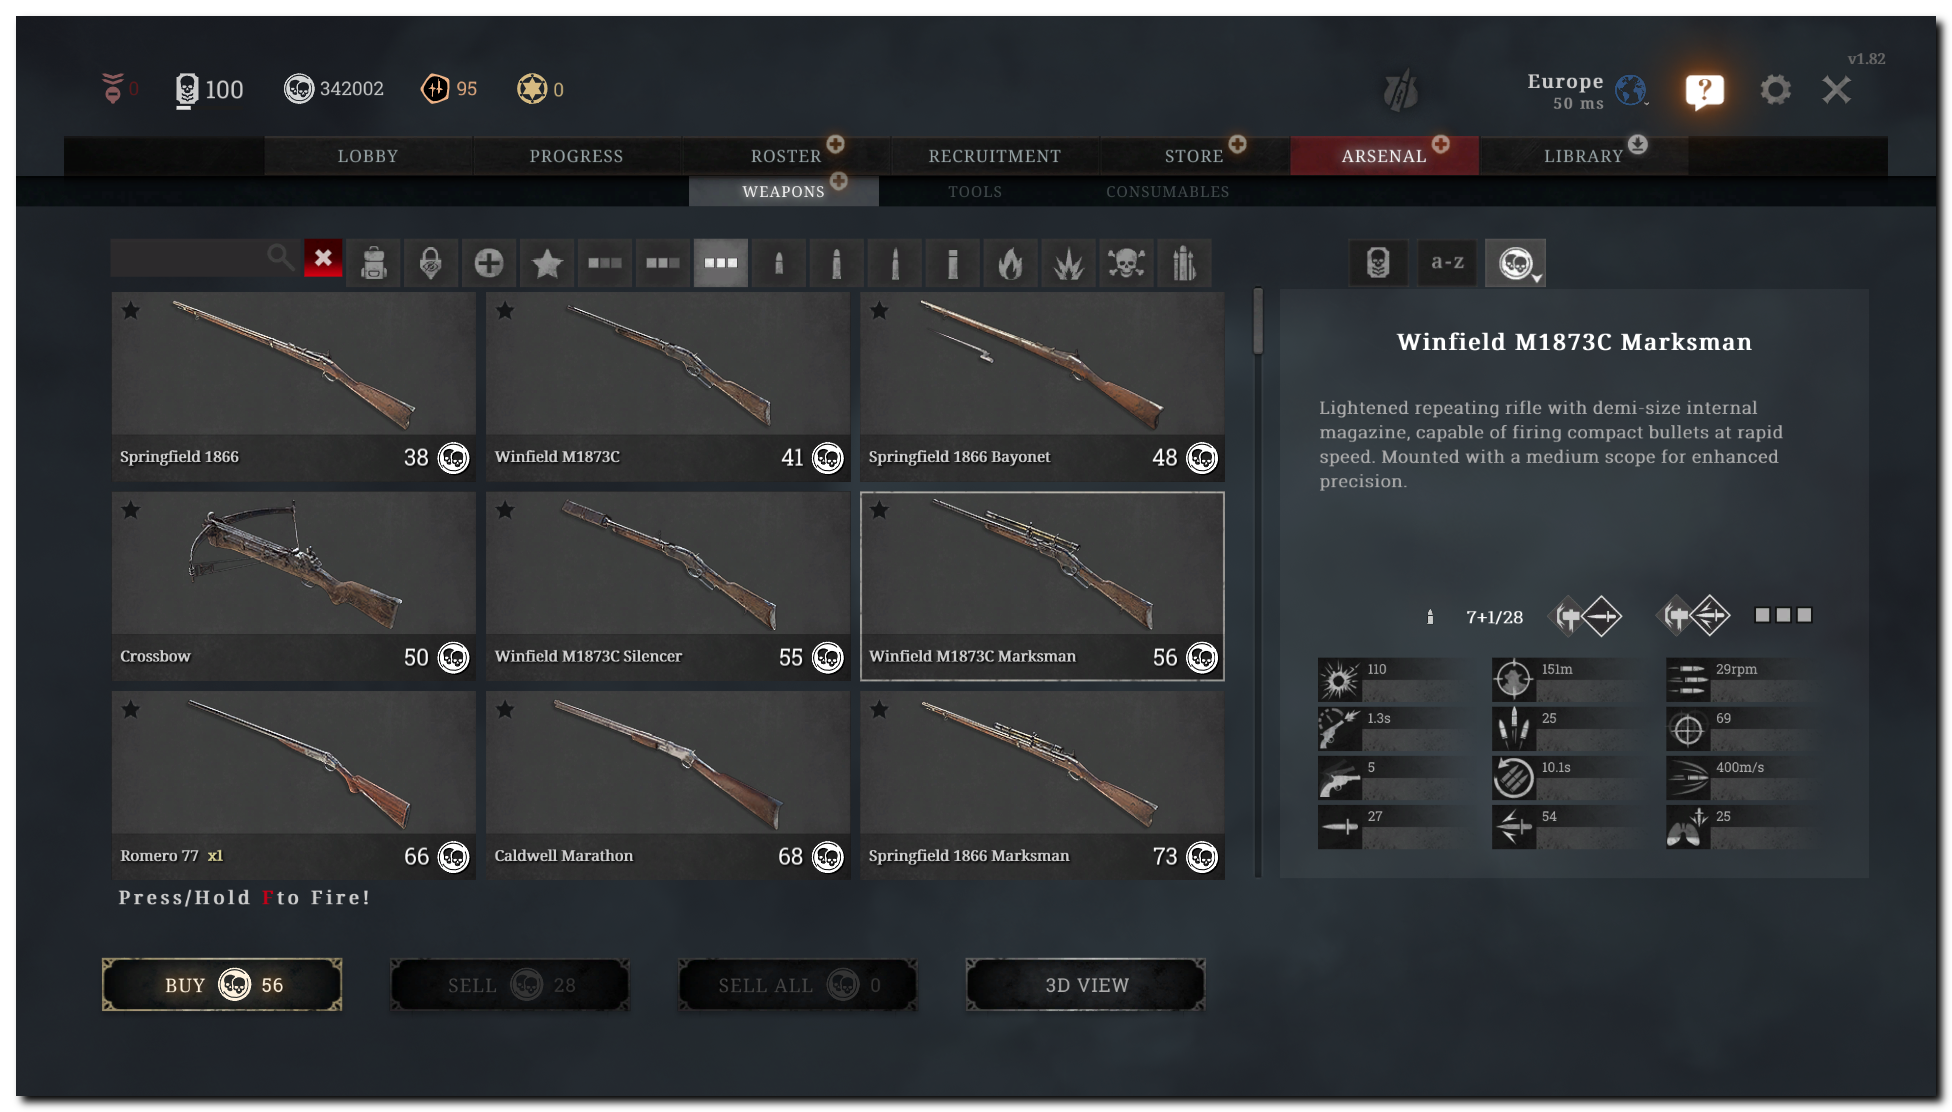 v1.82
0
100
342002
95
0
Europe
50 ms
LOBBY
PROGRESS
ROSTER
RECRUITMENT
STORE
ARSENAL
LIBRARY
WEAPONS
TOOLS
CONSUMABLES
a-z
Springfield 1866 38
Winfield M1873C 41
Springfield 1866 Bayonet 48
Crossbow 50
Winfield M1873C Silencer 55
Winfield M1873C Marksman 56
Romero 77 x1 66
Caldwell Marathon 68
Springfield 1866 Marksman 73
Press/Hold F to Fire!
BUY 56
SELL 28
SELL ALL 0
3D VIEW
Winfield M1873C Marksman
Lightened repeating rifle with demi-size internal
magazine, capable of firing compact bullets at rapid
speed. Mounted with a medium scope for enhanced
precision.
7+1/28
110
151m
29rpm
1.3s
25
69
5
10.1s
400m/s
27
54
25